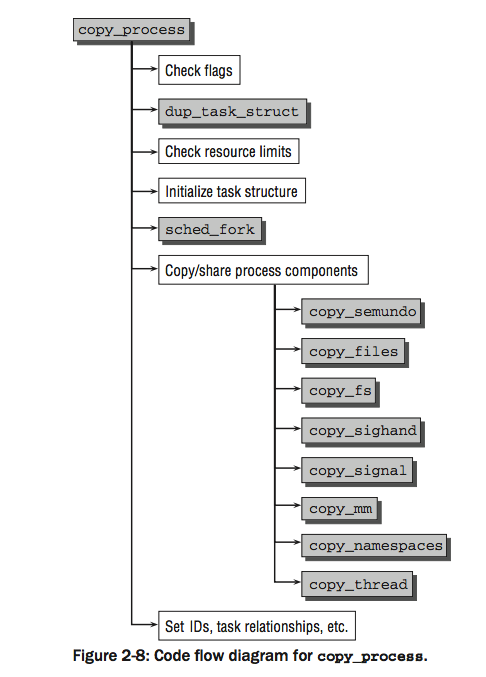 copy_process
Check flags
dup_task_struct
Check resource limits
Initialize task structure
sched_fork
Copy/share process components
copy_semundo
copy_files
copy_fs
copy_sighand
copy_signal
copy_mm
copy_namespaces
copy_thread
Set IDs, task relationships, etc.
Figure 2-8: Code flow diagram for copy_process.